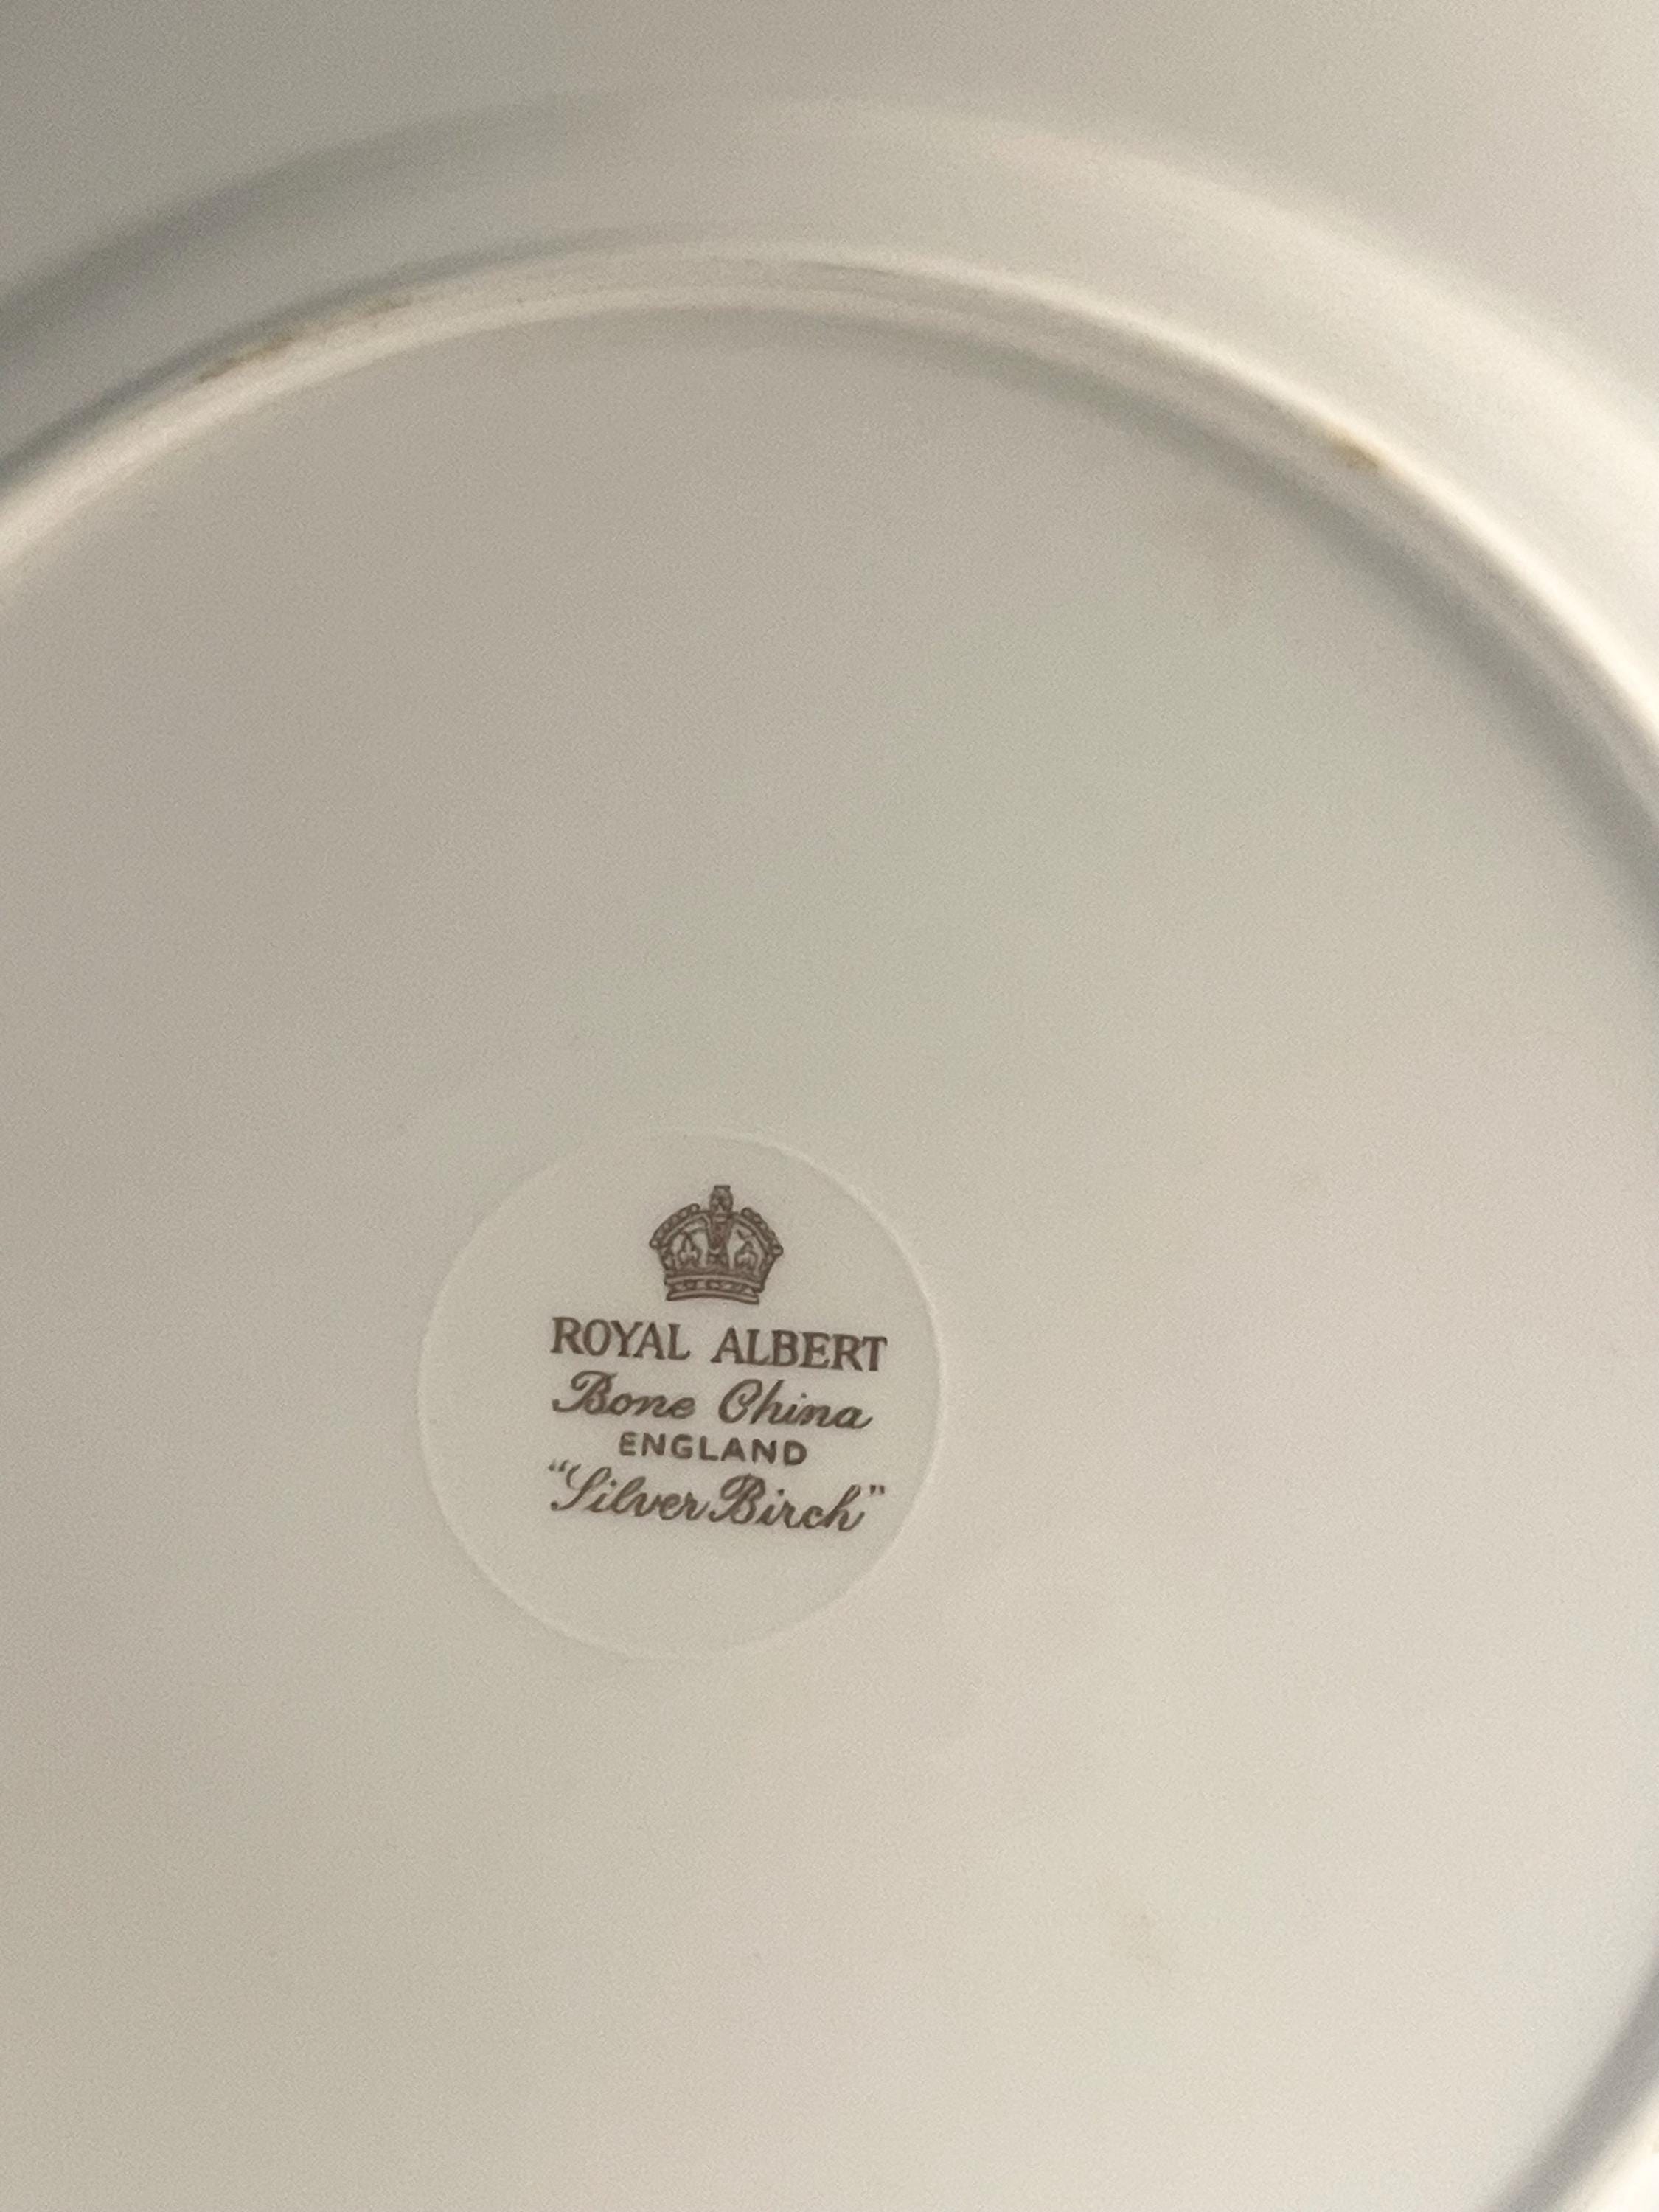 ROYAL ALBERT
Bone China
ENGLAND
"Silver Birch"